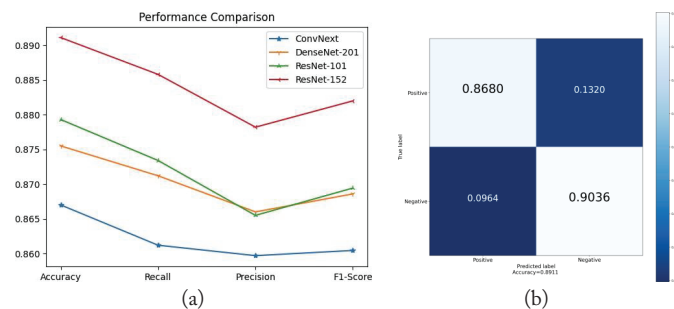 Performance Comparison
ConvNext
DenseNet-201
ResNet-101
ResNet-152
0.890
0.885
0.880
0.875
0.870
0.865
0.860
Accuracy
Recall
Precision
F1-Score
(a)
True label
Positive
Negative
0.8680
0.1320
0.0964
0.9036
Positive
Negative
Predicted label
Accuracy=0.8911
(b)